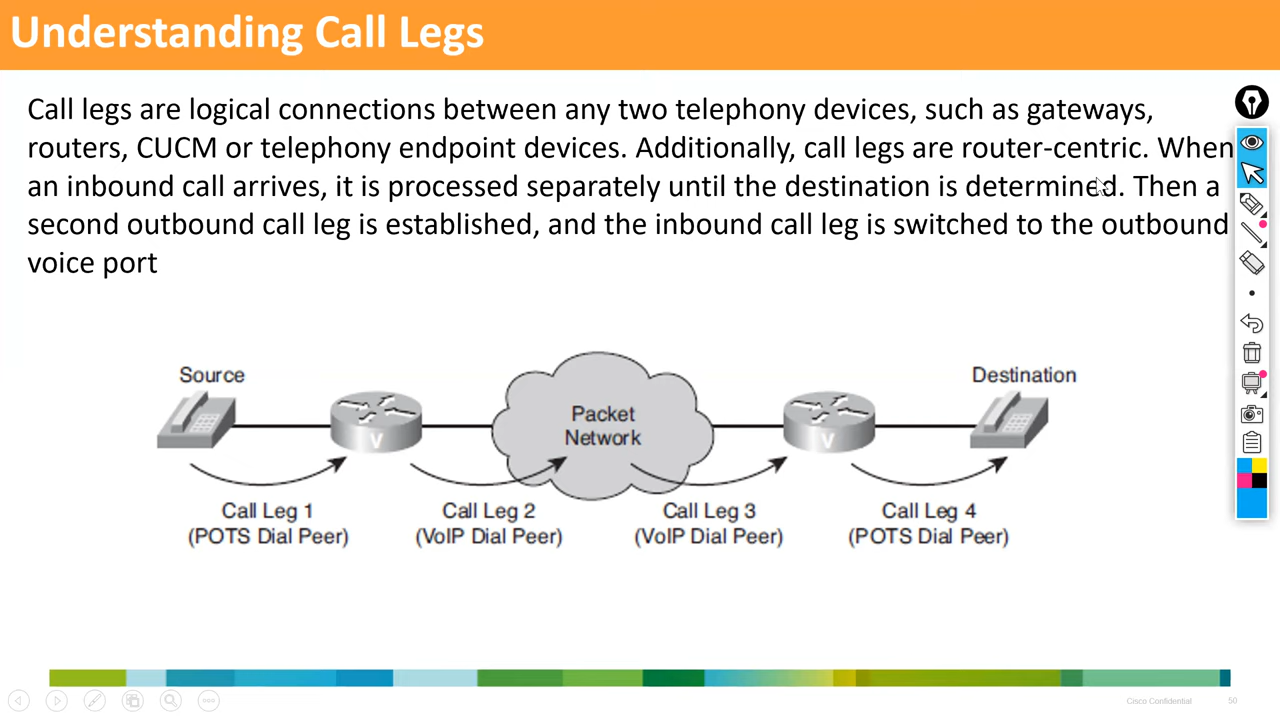 Understanding Call Legs
Call legs are logical connections between any two telephony devices, such as gateways,
routers, CUCM or telephony endpoint devices. Additionally, call legs are router-centric. When
an inbound call arrives, it is processed separately until the destination is determined. Then a
second outbound call leg is established, and the inbound call leg is switched to the outbound
voice port
Source
Destination
Packet
Network
V
V
Call Leg 1
(POTS Dial Peer)
Call Leg 2
(VoIP Dial Peer)
Call Leg 3
(VoIP Dial Peer)
Call Leg 4
(POTS Dial Peer)
Cisco Confidential
50